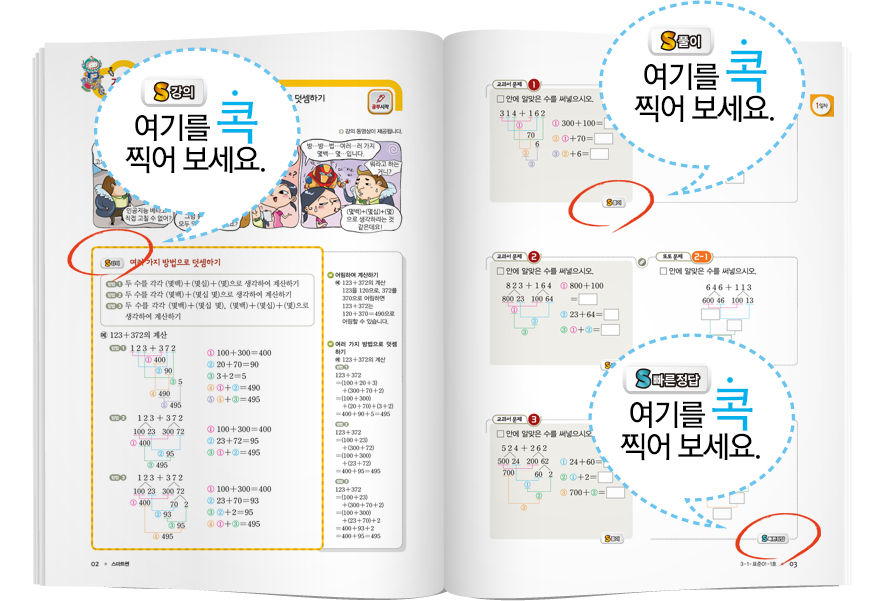 S강의
여기를 콕
찍어 보세요.
S풀이
여기를 콕
찍어 보세요.
S빠른정답
여기를 콕
찍어 보세요.
덧셈하기
공부시작
◎ 강의 동영상이 제공됩니다.
방…방…법…여러…러 가지
몇백… 몇…입니다.
뭐라고 하는
거니?
인공지능
직접 고칠 수 없어?
(몇백)+(몇십)+(몇)
으로 생각하라는 것
같은데요!
S강의 여러 가지 방법으로 덧셈하기
방법 1 두 수를 각각 (몇백)+(몇십)+(몇)으로 생각하여 계산하기
방법 2 두 수를 각각 (몇백)+(몇십 몇)으로 생각하여 계산하기
방법 3 두 수를 각각 (몇백)+(몇십 몇), (몇백)+(몇십)+(몇)으로
생각하여 계산하기
예 123+372의 계산
방법 1 123+372
① 400
② 90
③ 5
④ 490
⑤ 495
① 100+300=400
② 20+70=90
③ 3+2=5
④ ①+②=490
⑤ ④+③=495
방법 2 123+372
100 23 300 72
① 400
② 95
③ 495
① 100+300=400
② 23+72=95
③ ①+②=495
방법 3 123+372
100 23 300 72
① 400 70 2
② 93
③ 95
④ 495
① 100+300=400
② 23+70=93
③ ②+2=95
④ ①+③=495
어림하여 계산하기
예 123+372의 계산
123을 120으로, 372를
370으로 어림하면
123+372는
120+370=490으로
어림할 수 있습니다.
여러 가지 방법으로 덧셈
하기
예 123+372의 계산
방법 1
123+372
=(100+20+3)
+(300+70+2)
=(100+300)
+(20+70)+(3+2)
=400+90+5=495
방법 2
123+372
=(100+23)
+(300+72)
=(100+300)
+(23+72)
=400+95=495
방법 3
123+372
=(100+23)
+(300+70+2)
=(100+300)
+(23+70)+2
=400+93+2
=400+95=495
02 스마트쎈
1일차
교과서 문제 1
□ 안에 알맞은 수를 써넣으시오.
314+162
①
70
② 6
③
① 300+100=□
② ①+70=□
③ ②+6=□
S풀이
교과서 문제 2
□ 안에 알맞은 수를 써넣으시오.
823+164
800 23 100 64
①
②
③
① 800+100
=□
② 23+64=□
③ ①+②=□
또또 문제 2-1
□ 안에 알맞은 수를 써넣으시오.
646+113
600 46 100 13
교과서 문제 3
□ 안에 알맞은 수를 써넣으시오
524+262
500 24 200 62
700 60 2
①
②
③
① 24+60=
② ①+2=□
③ 700+②=□
S풀이
S빠른정답
3-1·표준01-1호 03